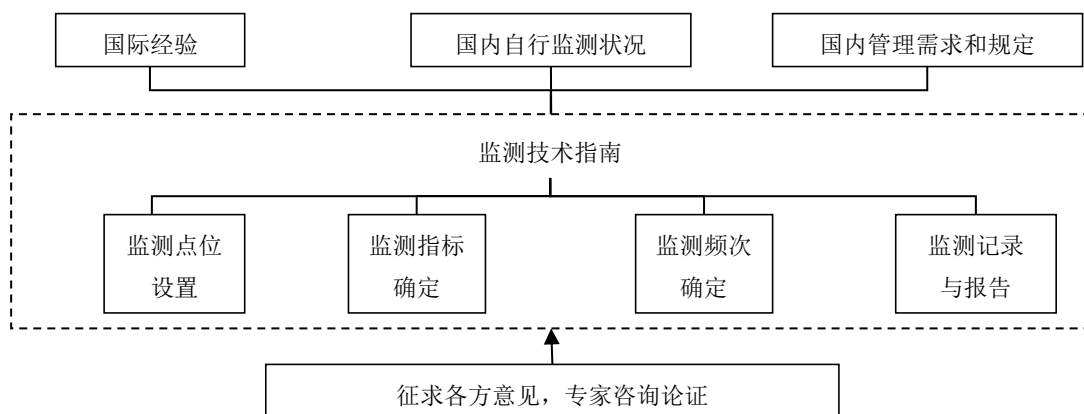 国际经验
国内自行监测状况
国内管理需求和规定
监测技术指南
监测点位
设置
监测指标
确定
监测频次
确定
监测记录
与报告
征求各方意见，专家咨询论证